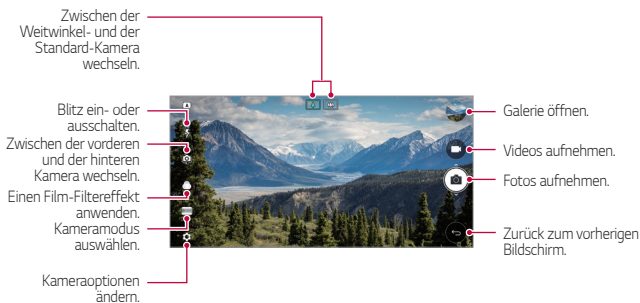 Zwischen der
Weitwinkel- und der
Standard-Kamera
wechseln.
Blitz ein- oder
ausschalten.
Zwischen der vorderen
und der hinteren
Kamera wechseln.
Einen Film-Filtereffekt
anwenden.
Kameramodus
auswählen.
Kameraoptionen
ändern.
Galerie öffnen.
Videos aufnehmen.
Fotos aufnehmen.
Zurück zum vorherigen
Bildschirm.